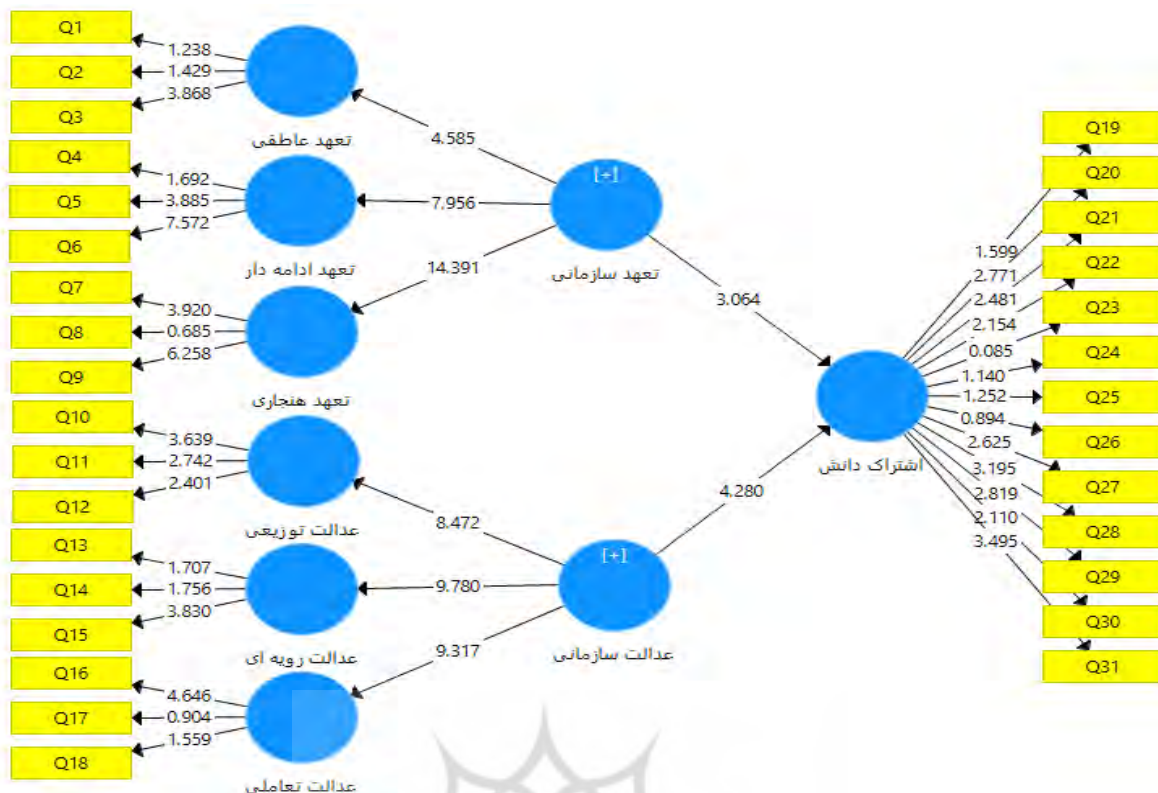 Q1
Q2
Q3
1.238
1.429
3.868
تعهد عاطفی
Q4
Q5
Q6
1.692
3.885
7.572
تعهد ادامه دار
Q7
Q8
Q9
3.920
0.685
6.258
تعهد هنجاری
Q10
Q11
Q12
3.639
2.742
2.401
عدالت توزیعی
Q13
Q14
Q15
1.707
1.756
3.830
عدالت رویه ای
Q16
Q17
Q18
4.646
0.904
1.559
عدالت تعاملی
4.585
7.956
14.391
[+]
تعهد سازمانی
8.472
9.780
9.317
[+]
عدالت سازمانی
3.064
4.280
اشتراک دانش
1.599
2.771
2.481
2.154
0.085
1.140
1.252
0.894
2.625
3.195
2.819
2.110
3.495
Q19
Q20
Q21
Q22
Q23
Q24
Q25
Q26
Q27
Q28
Q29
Q30
Q31